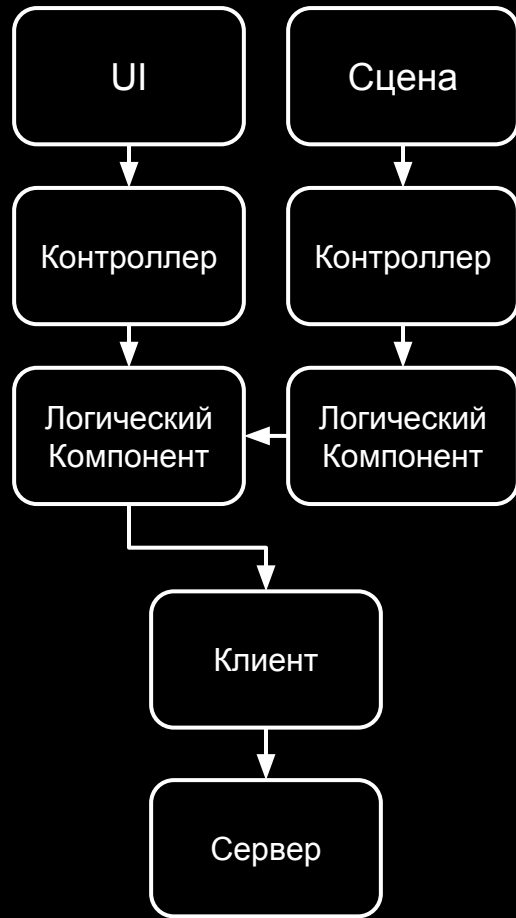 UI
Сцена
Контроллер
Контроллер
Логический
Компонент
Логический
Компонент
Клиент
Сервер